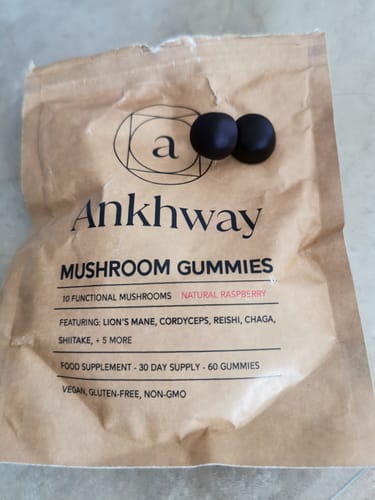 a
Ankhway
MUSHROOM GUMMIES
10 FUNCTIONAL MUSHROOMS NATURAL RASPBERRY
FEATURING: LION'S MANE, CORDYCEPS, REISHI, CHAGA,
SHIITAKE, + 5 MORE
FOOD SUPPLEMENT - 30 DAY SUPPLY - 60 GUMMIES
VEGAN, GLUTEN-FREE, NON-GMO